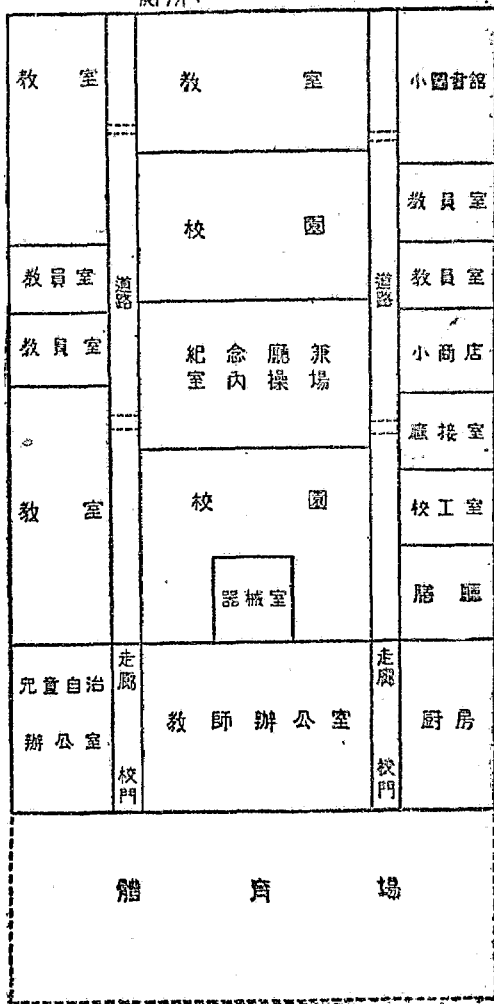 教室
教室
小圖書館
校園
教員室
教員室
道路
道路
教員室
教員室
紀念廳兼
室內操場
小商店
應接室
教室
校園
校工室
器械室
膳廳
兒童自治
辦公室
走廊
校門
教師辦公室
走廊
校門
厨房
體育場